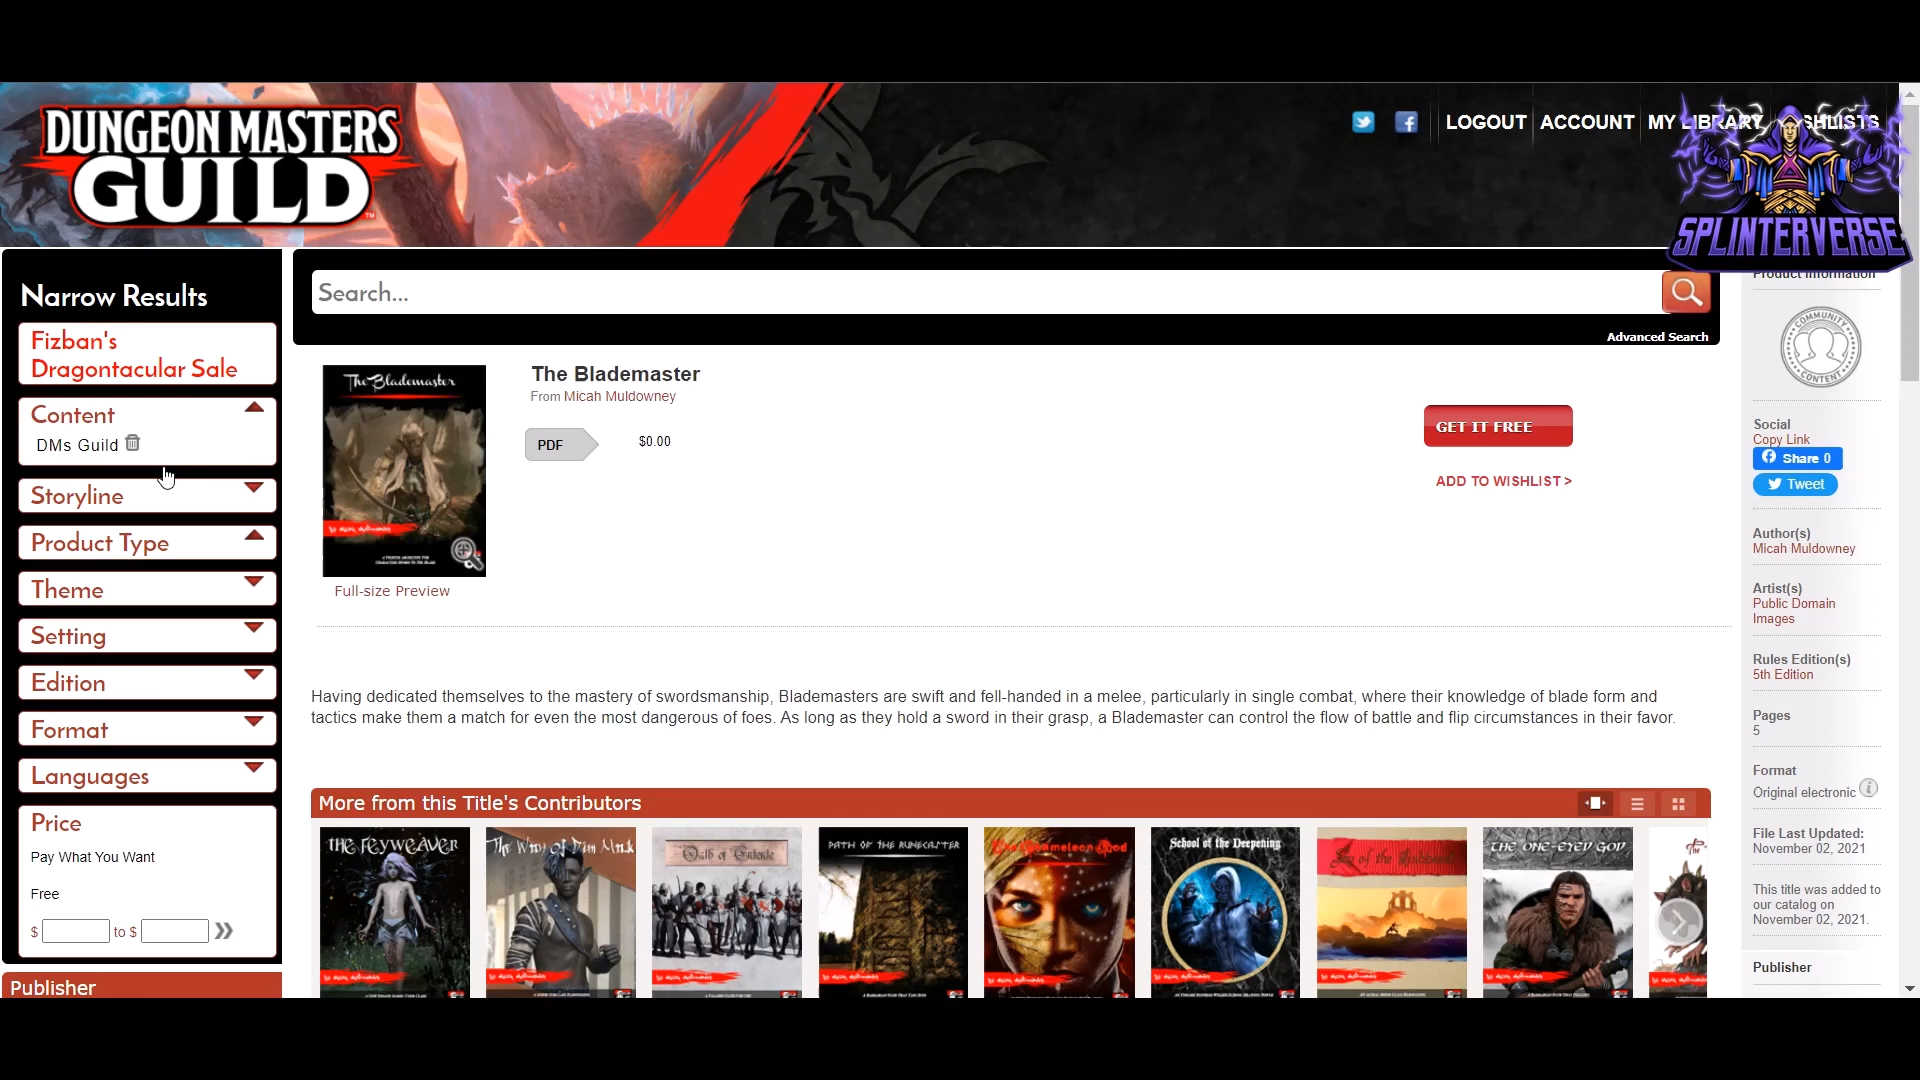 DUNGEON MASTERS
GUILD
LOGOUT ACCOUNT MY LIBRARY
SPLINTERVERSE
Narrow Results
Fizban's
Dragontacular Sale
Content
DMs Guild
Storyline
Product Type
Theme
Setting
Edition
Format
Languages
Price
Pay What You Want
Free
$ to $
Publisher
Search...
Advanced Search
The Blademaster
Full-size Preview
The Blademaster
From Micah Muldowney
PDF
$0.00
GET IT FREE
ADD TO WISHLIST >
Having dedicated themselves to the mastery of swordsmanship, Blademasters are swift and fell-handed in a melee, particularly in single combat, where their knowledge of blade form and
tactics make them a match for even the most dangerous of foes. As long as they hold a sword in their grasp, a Blademaster can control the flow of battle and flip circumstances in their favor.
More from this Title's Contributors
THE FEYWEAVER
PATH OF THE RUNECASTER
School of the Deepening
THE ONE-EYED GOD
Product Information
COMMUNITY
CONTENT
Social
Copy Link
Share 0
Tweet
Author(s)
Micah Muldowney
Artist(s)
Public Domain
Images
Rules Edition(s)
5th Edition
Pages
5
Format
Original electronic
File Last Updated:
November 02, 2021
This title was added to
our catalog on
November 02, 2021.
Publisher